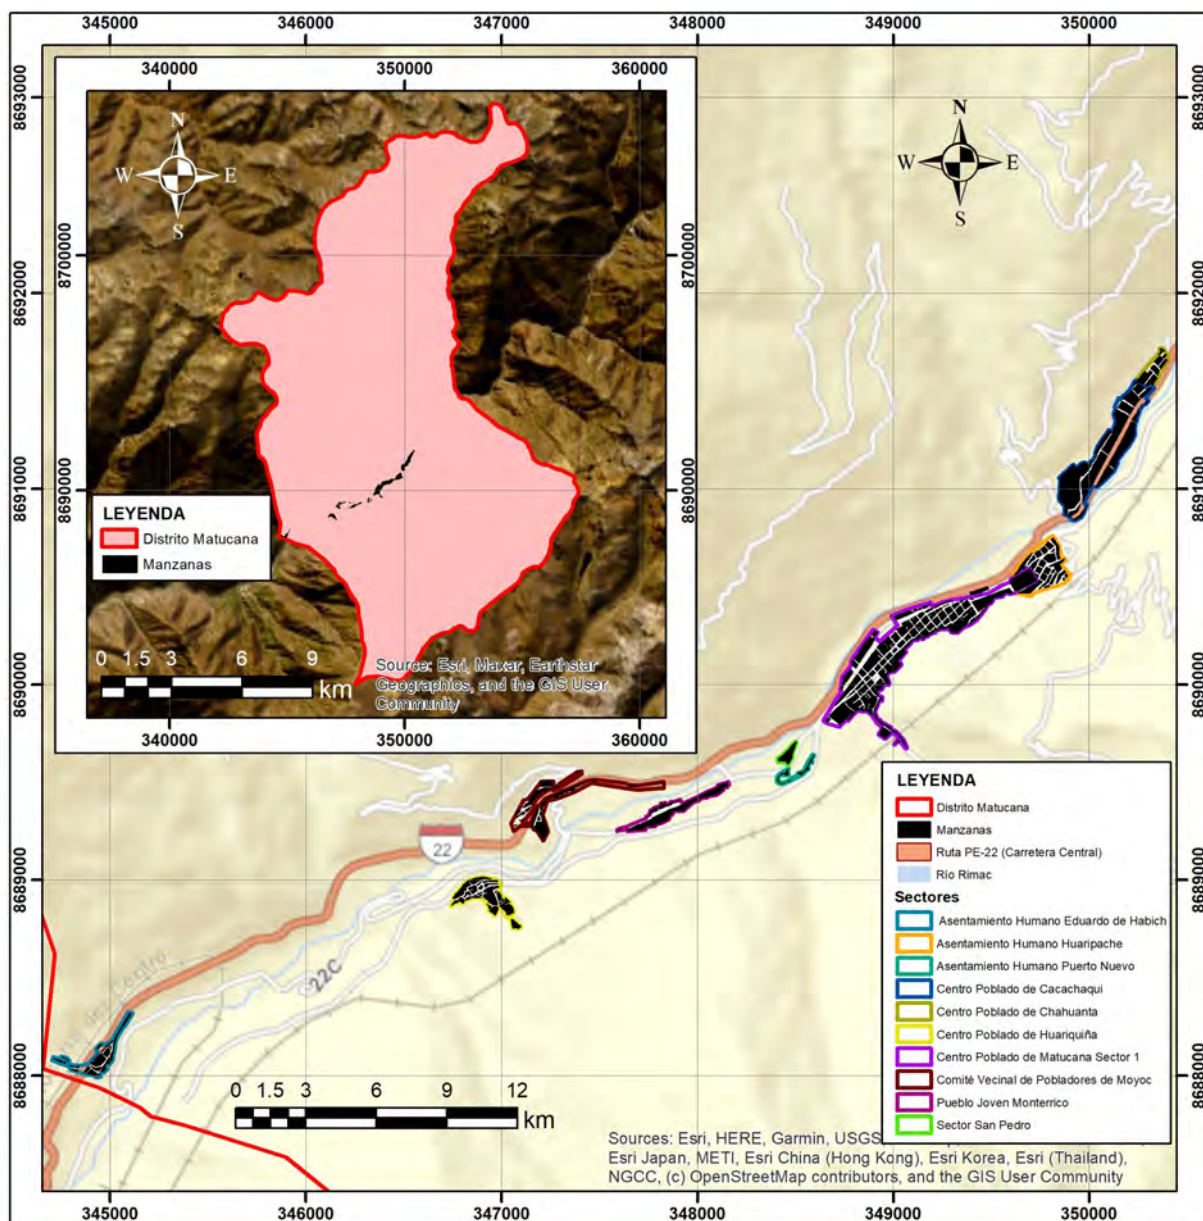 345000 346000 347000 348000 349000 350000
340000 350000 360000
8693000
8692000
8691000
8690000
8689000
8688000
8700000
8690000
N
W E
S
LEYENDA
Distrito Matucana
Manzanas
0 1.5 3 6 9
km
Source: Esri, Maxar, Earthstar
Geographics, and the GIS User
Community
340000 350000 360000
8700000
8690000
N
W E
S
22
22C
LEYENDA
Distrito Matucana
Manzanas
Ruta PE-22 (Carretera Central)
Río Rimac
Sectores
Asentamiento Humano Eduardo de Habich
Asentamiento Humano Huaripache
Asentamiento Humano Puerto Nuevo
Centro Poblado de Cacachaqui
Centro Poblado de Chahuanta
Centro Poblado de Huariquiña
Centro Poblado de Matucana Sector 1
Comité Vecinal de Pobladores de Moyoc
Pueblo Joven Monterrico
Sector San Pedro
0 1.5 3 6 9 12
km
Sources: Esri, HERE, Garmin, USGS,
Esri Japan, METI, Esri China (Hong Kong), Esri Korea, Esri (Thailand),
NGCC, (c) OpenStreetMap contributors, and the GIS User Community
8693000
8692000
8691000
8690000
8689000
8688000
345000 346000 347000 348000 349000 350000